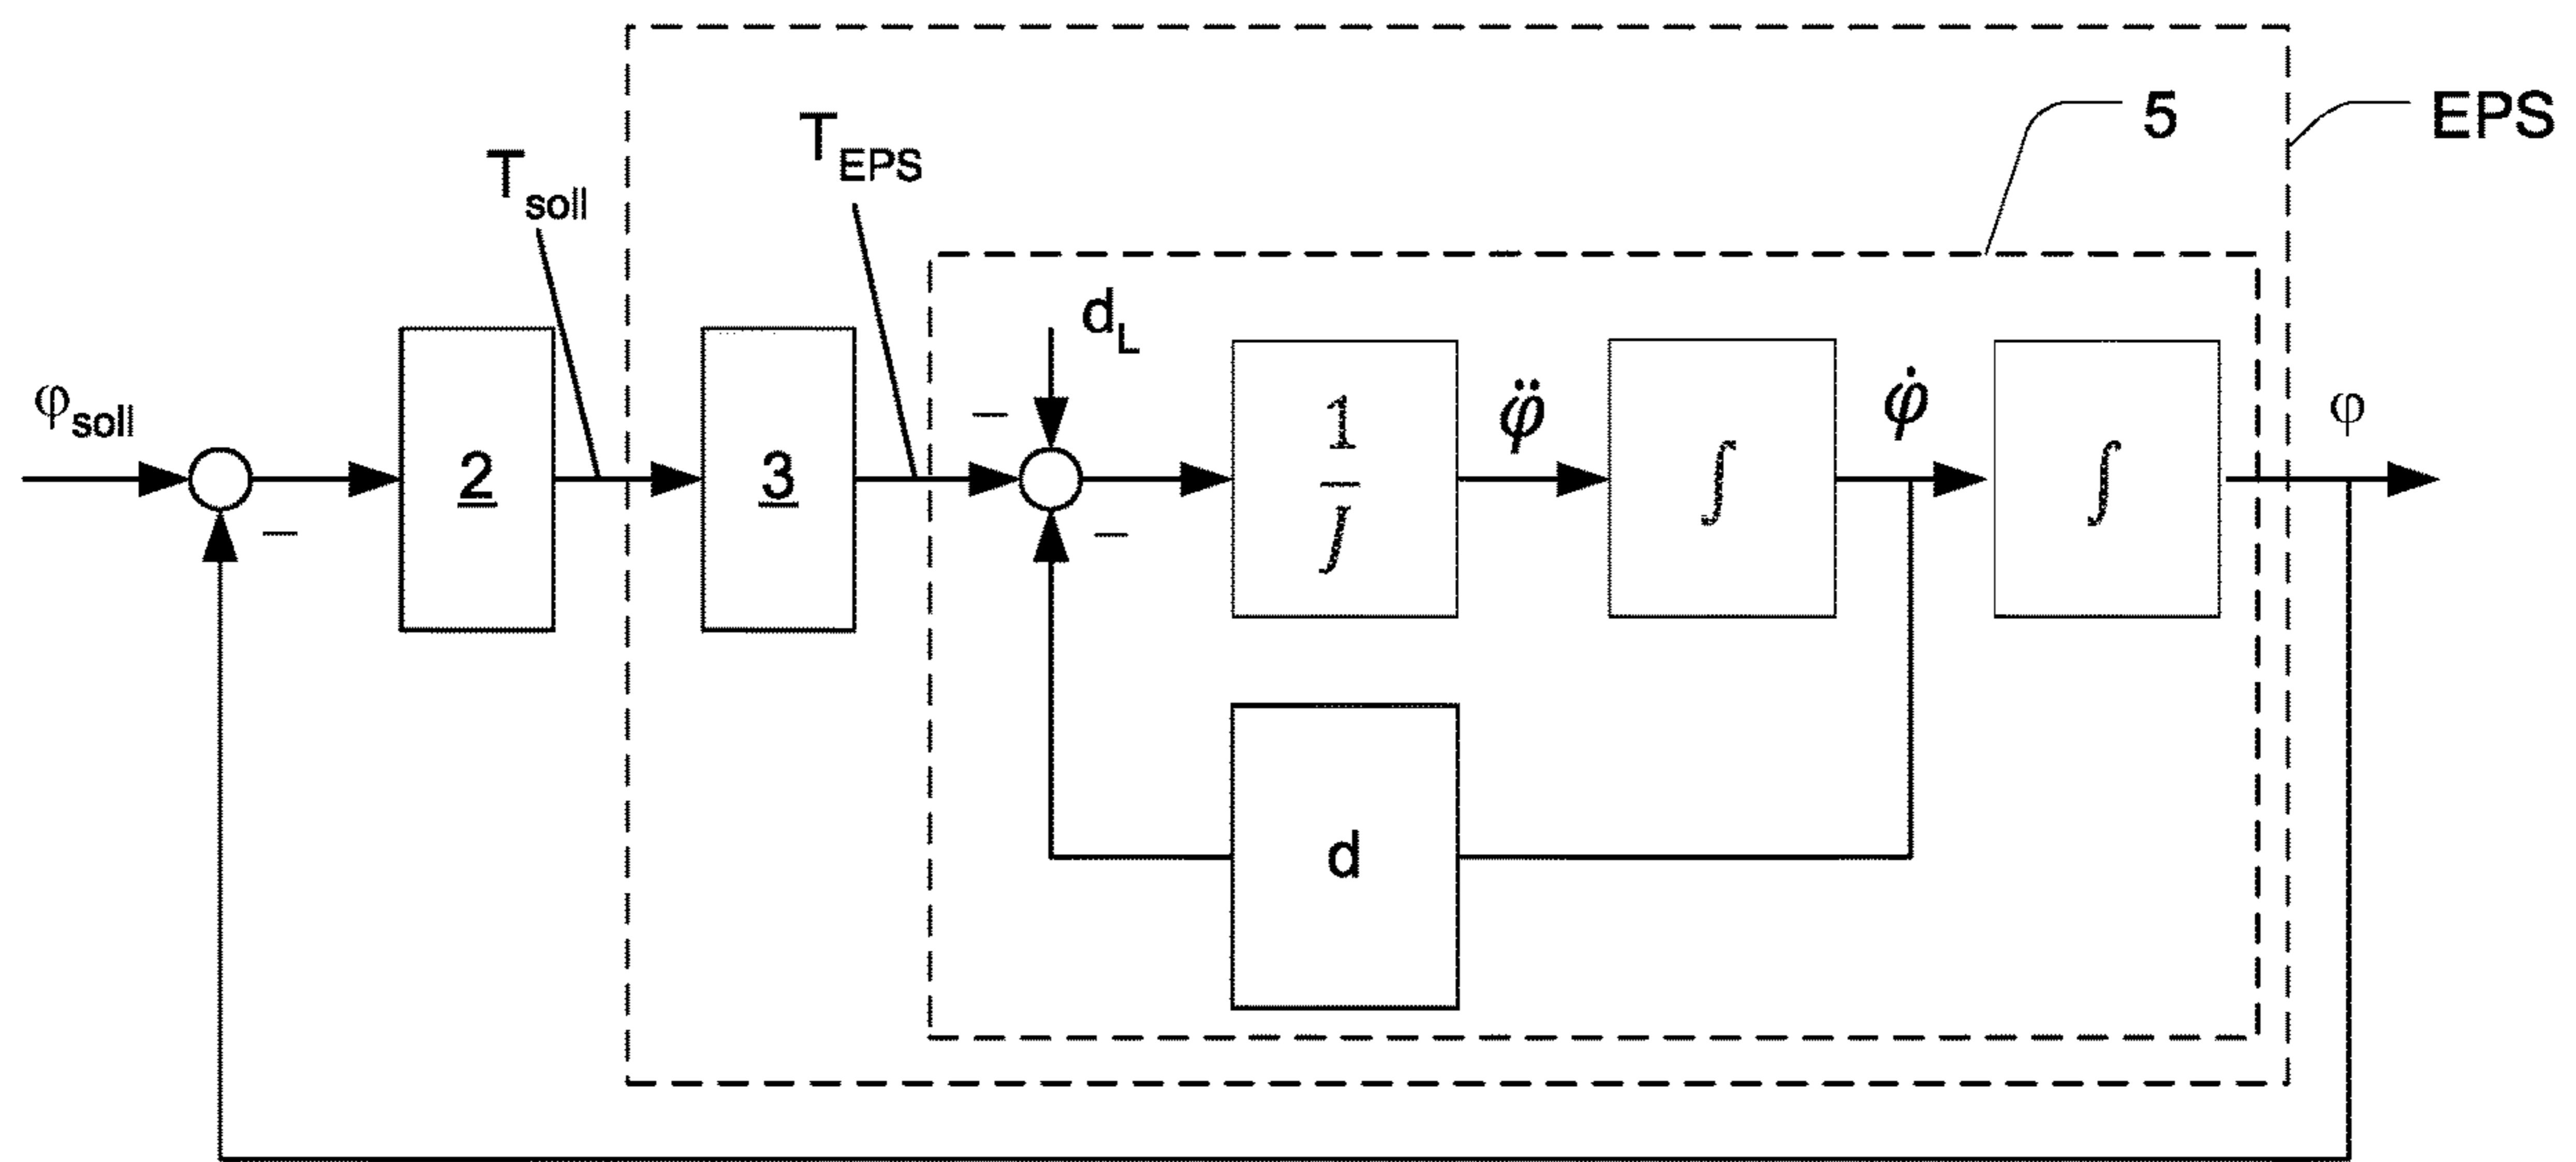 5
EPS
T_EPS
T_soll
d_L
φ_soll
–
φ̈
φ̇
φ
2
3
1/J
∫
∫
–
–
d